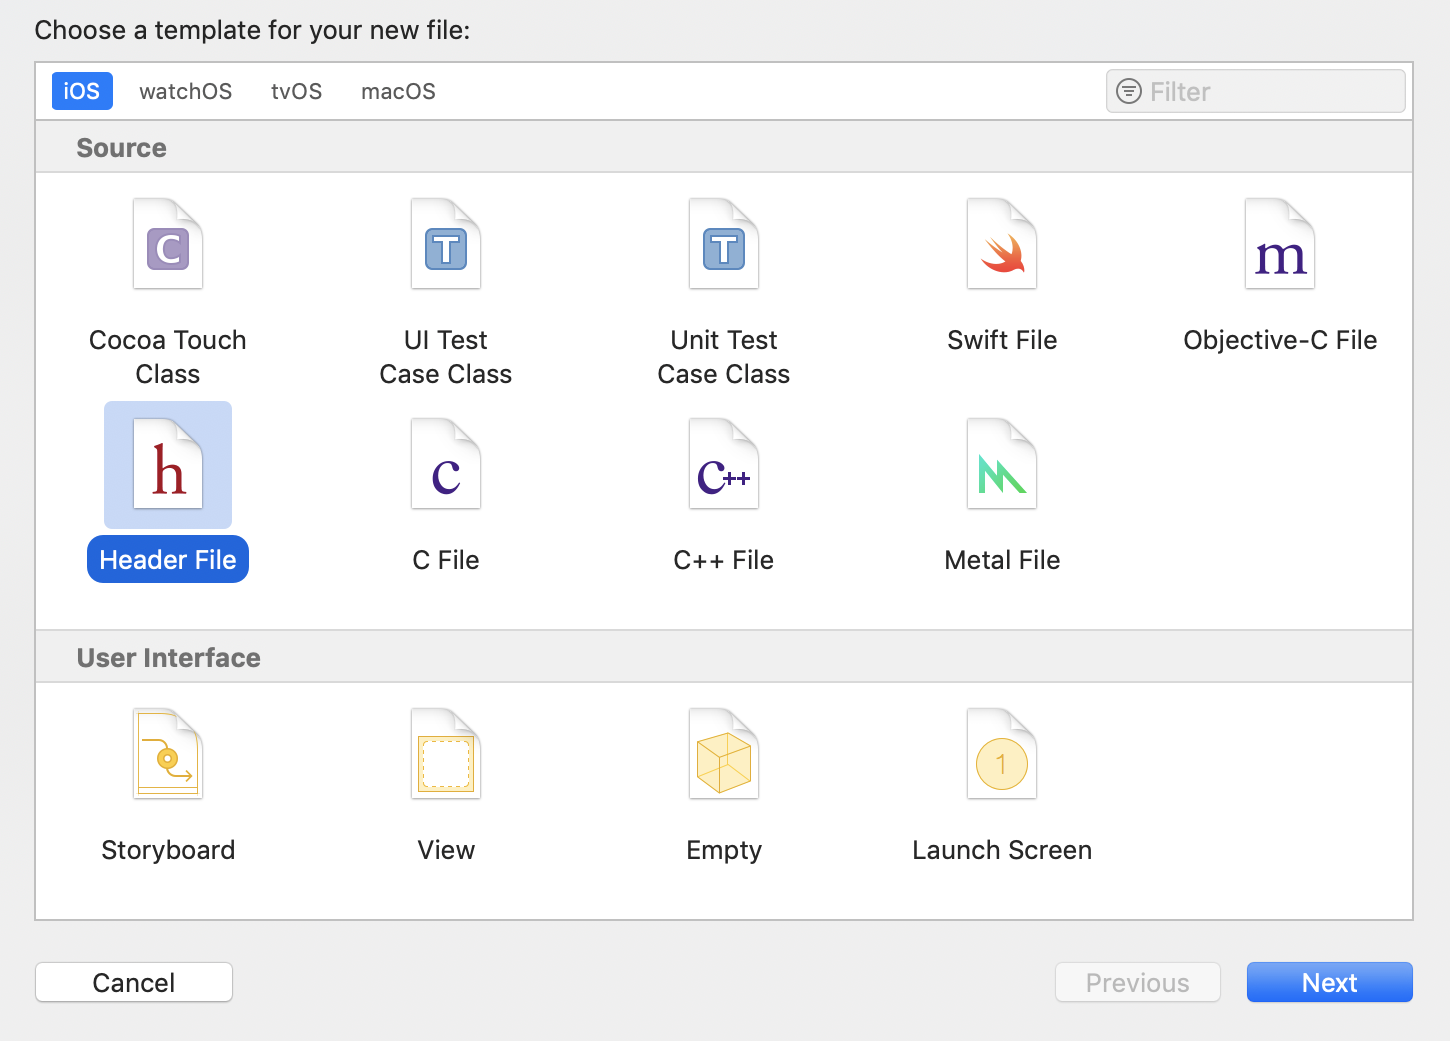 Choose a template for your new file:
iOS watchOS tvOS macOS Filter
Source
C T T m
Cocoa Touch Class
UI Test Case Class
Unit Test Case Class
Swift File
Objective-C File
h c C++
Header File
C File
C++ File
Metal File
User Interface
1
Storyboard
View
Empty
Launch Screen
Cancel Previous Next